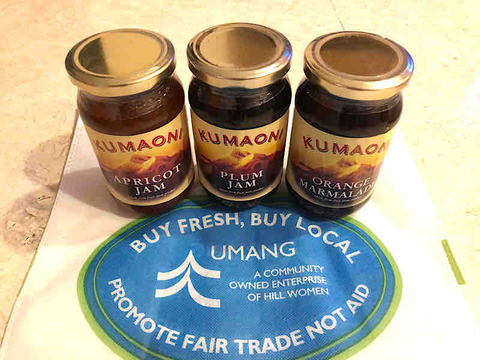 KUMAONI
APRICOT
JAM
KUMAONI
PLUM
JAM
KUMAONI
ORANGE
MARMALADE
BUY FRESH, BUY LOCAL
UMANG
A COMMUNITY
OWNED ENTERPRISE
OF HILL WOMEN
PROMOTE FAIR TRADE NOT AID